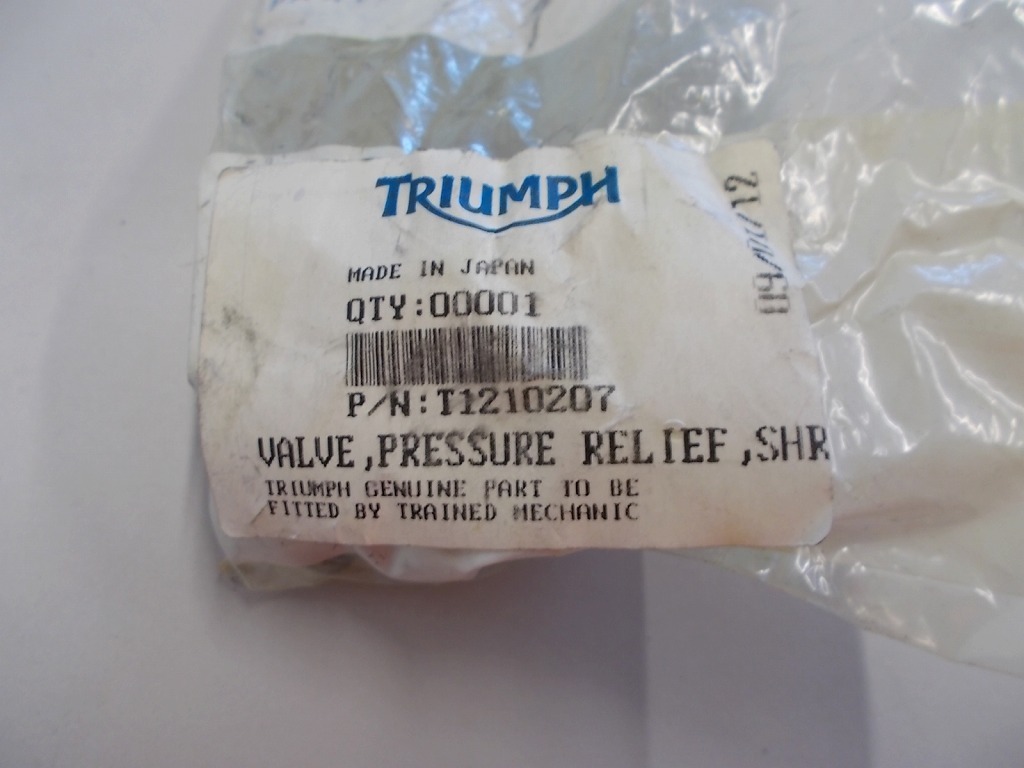 TRIUMPH
MADE IN JAPAN
QTY:00001
P/N:T1210207
VALVE,PRESSURE RELIEF,SHR
TRIUMPH GENUINE PART TO BE
FITTED BY TRAINED MECHANIC